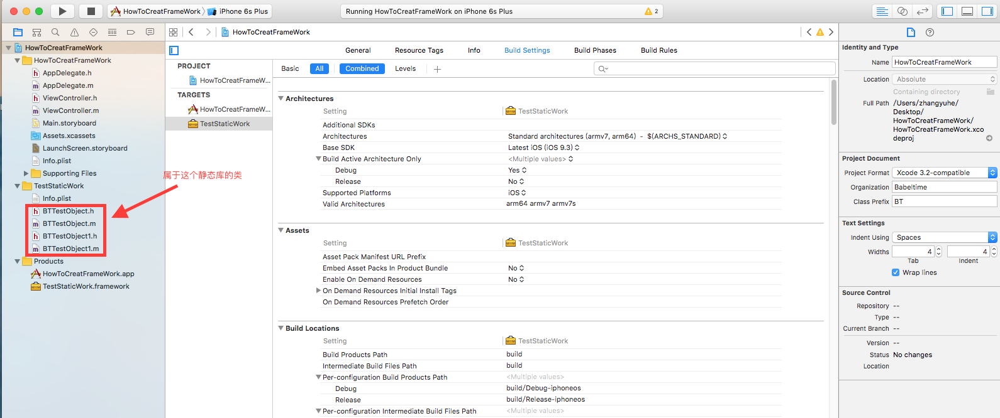 HowToCreatFrameWork
iPhone 6s Plus
Running HowToCreatFrameWork on iPhone 6s Plus
2
HowToCreatFrameWork
HowToCreatFrameWork
AppDelegate.h
AppDelegate.m
ViewController.h
ViewController.m
Main.storyboard
Assets.xcassets
LaunchScreen.storyboard
Info.plist
Supporting Files
TestStaticWork
Info.plist
BTTestObject.h
BTTestObject.m
BTTestObject1.h
BTTestObject1.m
Products
HowToCreatFrameWork.app
TestStaticWork.framework
属于这个静态库的类
HowToCreatFrameWork
General Resource Tags Info Build Settings Build Phases Build Rules
PROJECT
HowToCreatFrameW...
TARGETS
HowToCreatFrameW...
TestStaticWork
Basic All Combined Levels
Architectures
Setting TestStaticWork
Additional SDKs
Architectures Standard architectures (armv7, arm64) - $(ARCHS_STANDARD)
Base SDK Latest iOS (iOS 9.3)
Build Active Architecture Only <Multiple values>
Debug Yes
Release No
Supported Platforms iOS
Valid Architectures arm64 armv7 armv7s
Assets
Setting TestStaticWork
Asset Pack Manifest URL Prefix
Embed Asset Packs In Product Bundle No
Enable On Demand Resources No
On Demand Resources Initial Install Tags
On Demand Resources Prefetch Order
Build Locations
Setting TestStaticWork
Build Products Path build
Intermediate Build Files Path build
Per-configuration Build Products Path <Multiple values>
Debug build/Debug-iphoneos
Release build/Release-iphoneos
Per-configuration Intermediate Build Files Path <Multiple values>
Identity and Type
Name HowToCreatFrameWork
Location Absolute
Containing directory
Full Path /Users/zhangyuhe/
Desktop/
HowToCreatFrameWork/
HowToCreatFrameWork.xco
deproj
Project Document
Project Format Xcode 3.2-compatible
Organization Babeltime
Class Prefix BT
Text Settings
Indent Using Spaces
Widths 4 4
Tab Indent
Wrap lines
Source Control
Repository --
Type --
Current Branch --
Version --
Status No changes
Location